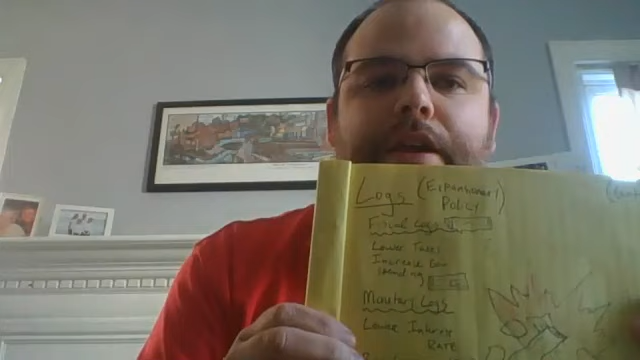 Logs (Expansionary)
Policy
Fiscal Logs
Lower Taxes
Increase Gov
spending
Monetary Logs
Lower Interest
RATE